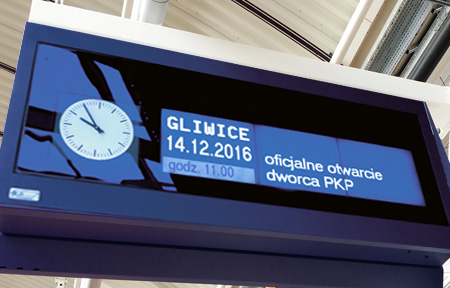 GLIWICE
14.12.2016
godz. 11.00
oficjalne otwarcie
dworca PKP